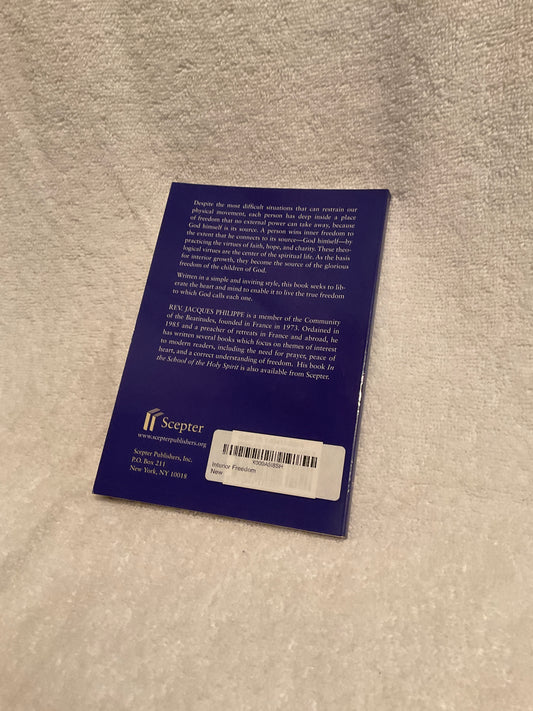 Despite the most difficult situations that can restrain our
physical movement, each person has deep inside a place
of freedom that no external power can take away, because
God himself is its source. A person wins inner freedom to
the extent that he connects to its source—God himself—by
practicing the virtues of faith, hope, and charity. These theo-
logical virtues are the center of the spiritual life. As the basis
for interior growth, they become the source of the glorious
freedom of the children of God.
Written in a simple and inviting style, this book seeks to lib-
erate the heart and mind to enable it to live the true freedom
to which God calls each one.
REV. JACQUES PHILIPPE is a member of the Community
of the Beatitudes, founded in France in 1973. Ordained in
1985 and a preacher of retreats in France and abroad, he
has written several books which focus on themes of interest
to modern readers, including the need for prayer, peace of
heart, and a correct understanding of freedom. His book In
the School of the Holy Spirit is also available from Scepter.
Scepter
www.scepterpublishers.org
Scepter Publishers, Inc.
P.O. Box 211
New York, NY 10018
Interior Freedom
New